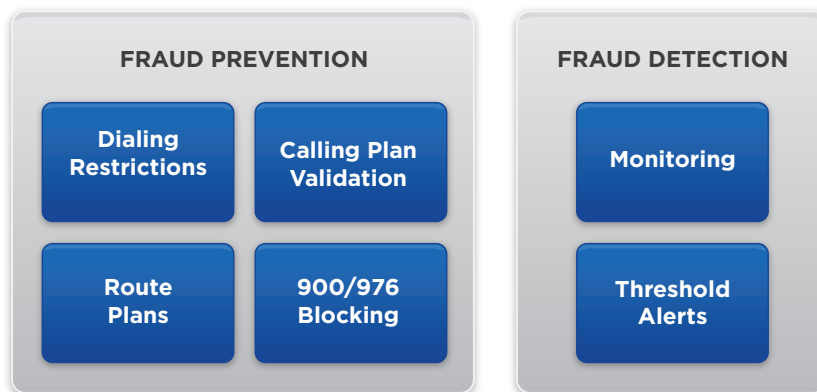 FRAUD PREVENTION
Dialing
Restrictions
Calling Plan
Validation
Route
Plans
900/976
Blocking
FRAUD DETECTION
Monitoring
Threshold
Alerts